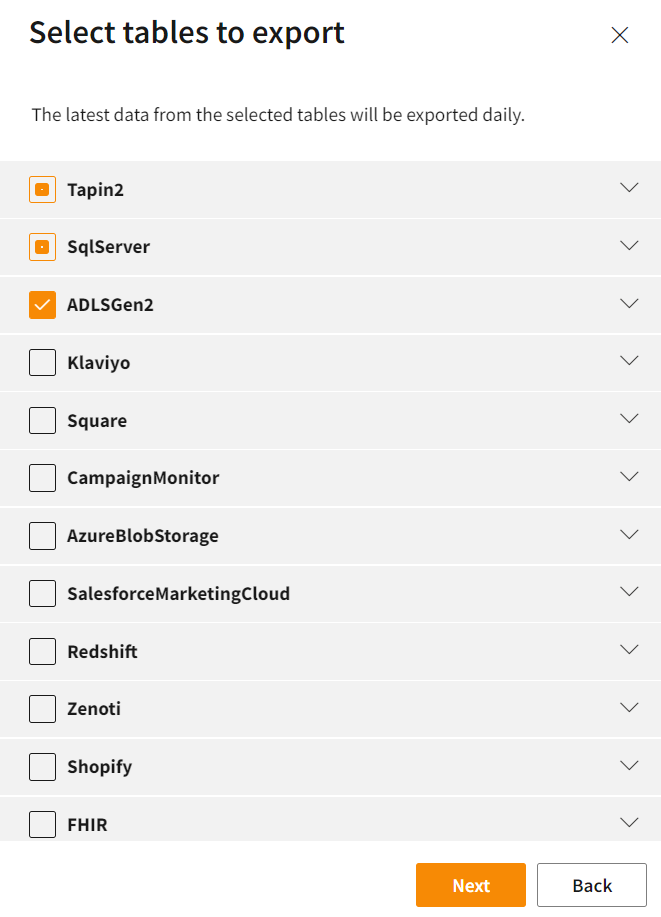 Select tables to export
The latest data from the selected tables will be exported daily.
Tapin2
SqlServer
ADLSGen2
Klaviyo
Square
CampaignMonitor
AzureBlobStorage
SalesforceMarketingCloud
Redshift
Zenoti
Shopify
FHIR
Next Back